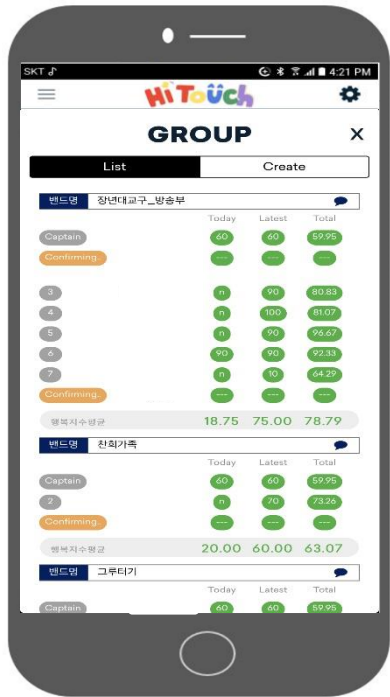 SKT 4:21 PM
Hi Toüch
GROUP X
List Create
밴드명 장년대교구_방송부
Today Latest Total
Captain 60 60 59.95
Confirming.. --- --- ---
3 n 90 80.83
4 n 100 81.07
5 n 90 96.67
6 90 90 92.33
7 n 10 64.29
Confirming.. --- --- ---
행복지수평균 18.75 75.00 78.79
밴드명 찬희가족
Today Latest Total
Captain 60 60 59.95
2 n 70 73.26
Confirming.. --- --- ---
행복지수평균 20.00 60.00 63.07
밴드명 그루터기
Today Latest Total
Captain 60 60 59.95